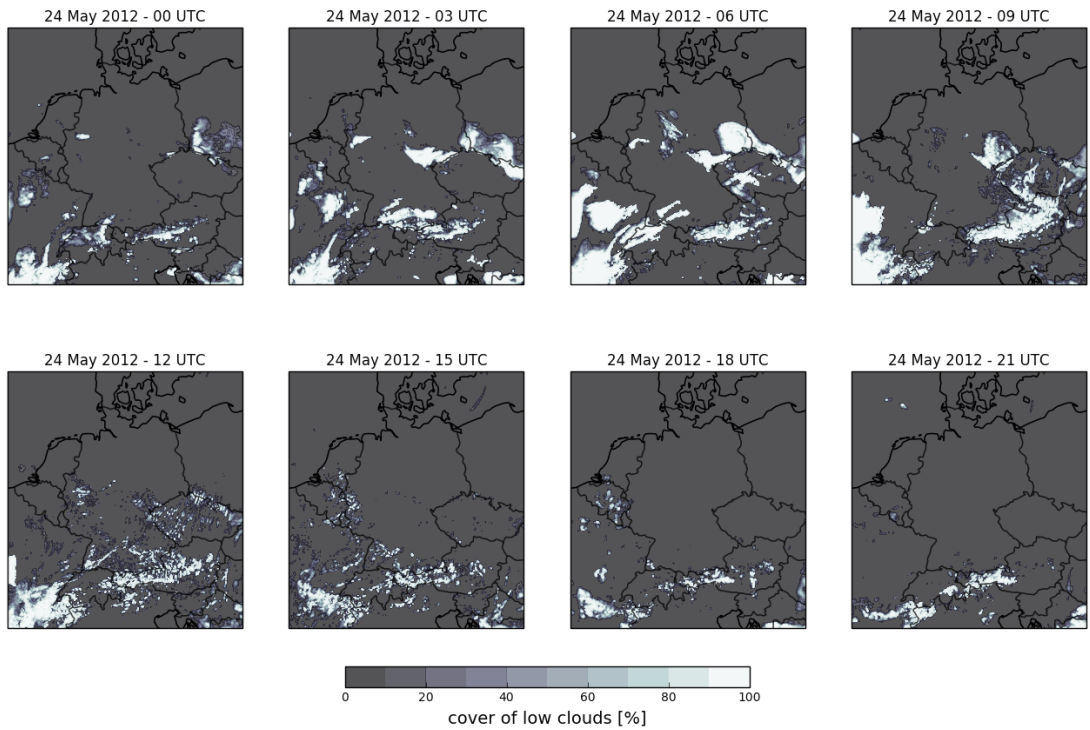 24 May 2012 - 00 UTC
24 May 2012 - 03 UTC
24 May 2012 - 06 UTC
24 May 2012 - 09 UTC
24 May 2012 - 12 UTC
24 May 2012 - 15 UTC
24 May 2012 - 18 UTC
24 May 2012 - 21 UTC
0 20 40 60 80 100
cover of low clouds [%]